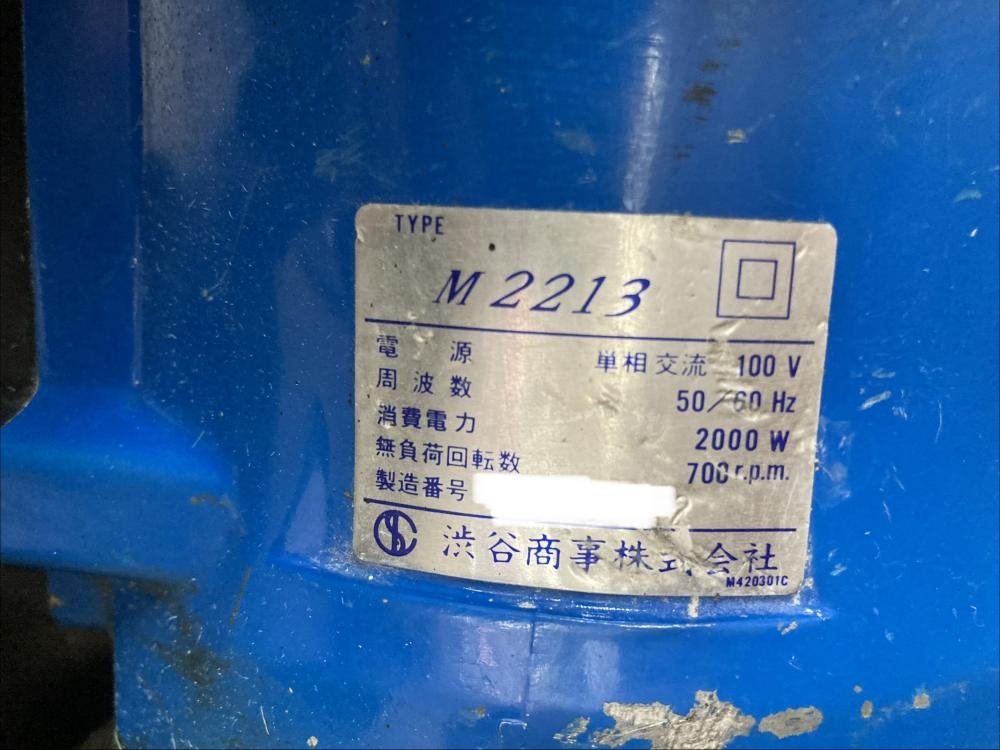 TYPE
M2213
電源 単相交流 100 V
周波数 50/60 Hz
消費電力 2000 W
無負荷回転数 700 r.p.m.
製造番号
渋谷商事株式会社
M420301C